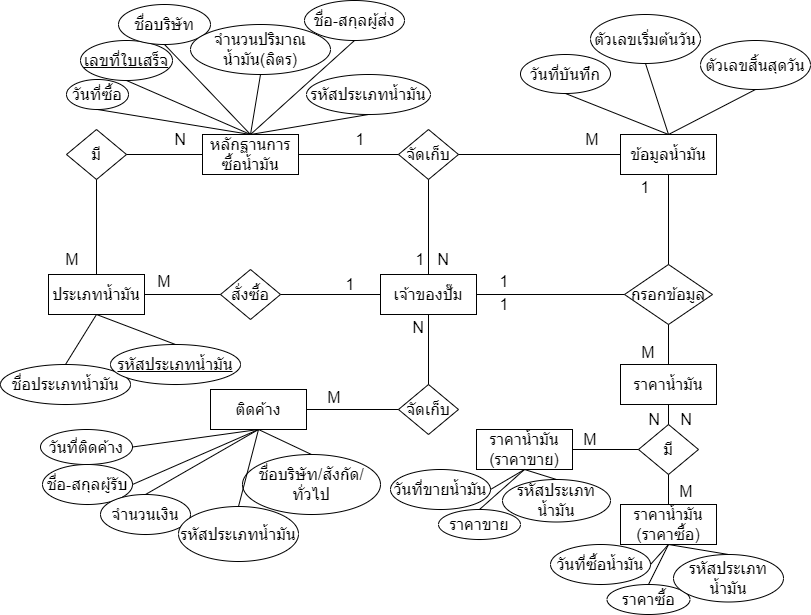 ชื่อบริษัท
ชื่อ-สกุลผู้ส่ง
จำนวนปริมาณ
น้ำมัน(ลิตร)
เลขที่ใบเสร็จ
วันที่ซื้อ
รหัสประเภทน้ำมัน
ตัวเลขเริ่มต้นวัน
วันที่บันทึก
ตัวเลขสิ้นสุดวัน
มี
N
หลักฐานการ
ซื้อน้ำมัน
1
จัดเก็บ
M
ข้อมูลน้ำมัน
1
M
1
N
ประเภทน้ำมัน
M
สั่งซื้อ
1
เจ้าของปั๊ม
1
1
กรอกข้อมูล
N
M
รหัสประเภทน้ำมัน
ชื่อประเภทน้ำมัน
ราคาน้ำมัน
ติดค้าง
M
จัดเก็บ
N
N
วันที่ติดค้าง
ชื่อ-สกุลผู้รับ
จำนวนเงิน
รหัสประเภทน้ำมัน
ชื่อบริษัท/สังกัด/
ทั่วไป
ราคาน้ำมัน
(ราคาขาย)
M
มี
วันที่ขายน้ำมัน
ราคาขาย
รหัสประเภท
น้ำมัน
M
ราคาน้ำมัน
(ราคาซื้อ)
วันที่ซื้อน้ำมัน
ราคาซื้อ
รหัสประเภท
น้ำมัน